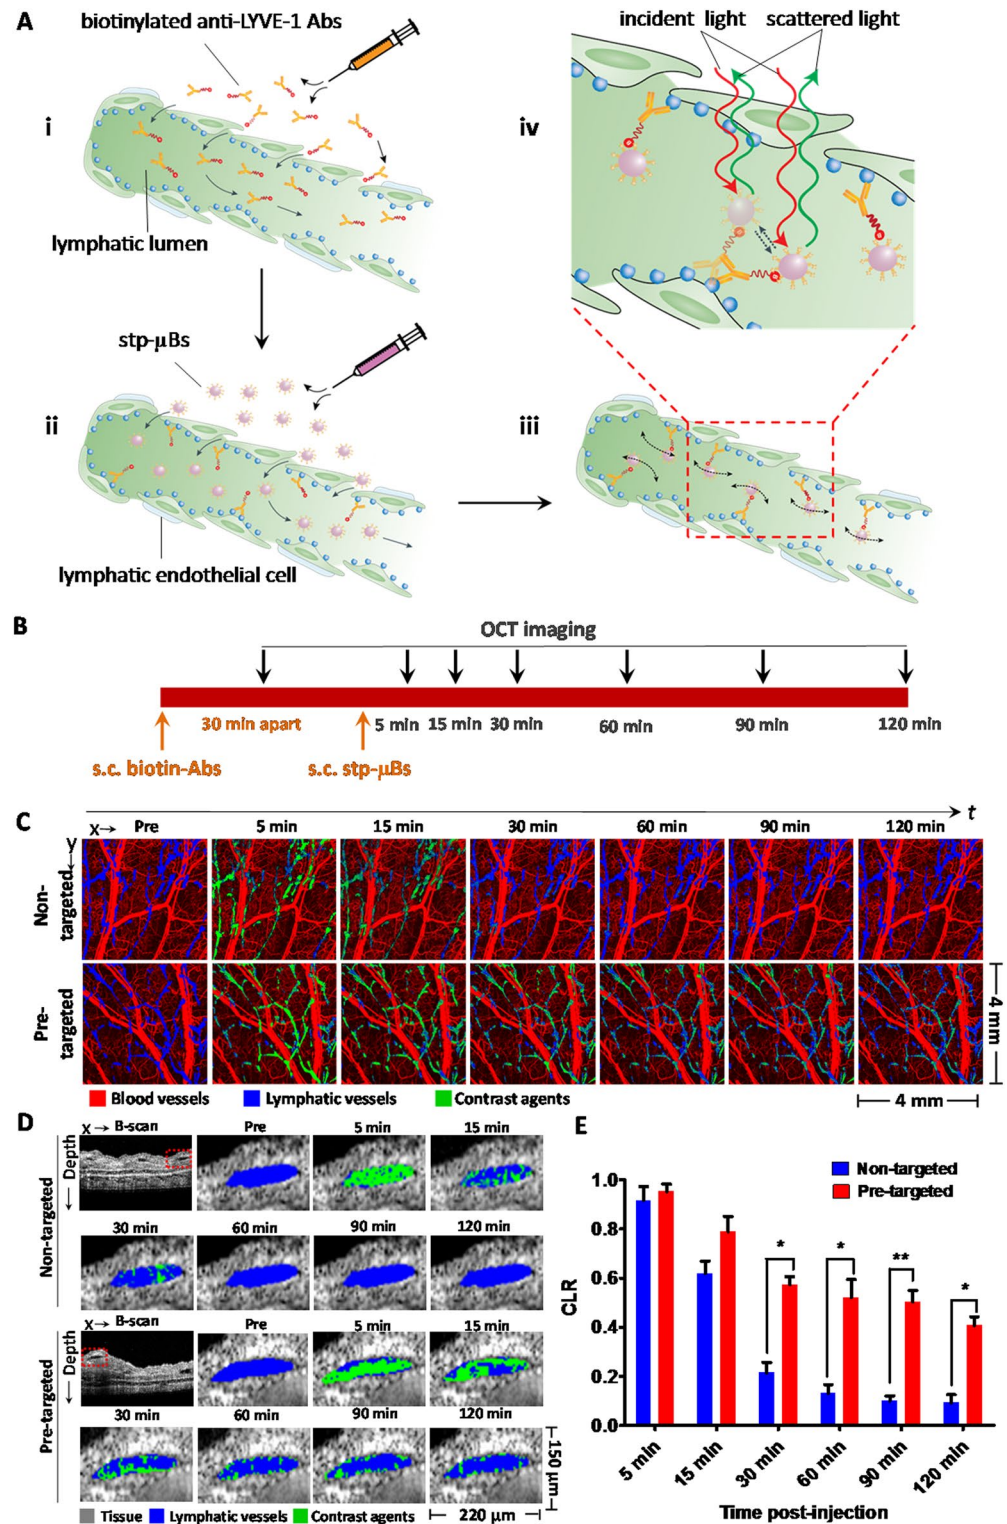 A
biotinylated anti-LYVE-1 Abs
i
lymphatic lumen
incident light
scattered light
iv
stp-µBs
ii
lymphatic endothelial cell
iii
B
OCT imaging
30 min apart
5 min
15 min
30 min
60 min
90 min
120 min
s.c. biotin-Abs
s.c. stp-µBs
C
t
X→
Pre
5 min
15 min
30 min
60 min
90 min
120 min
Y
Non-
targeted
Pre-
targeted
4 mm
Blood vessels
Lymphatic vessels
Contrast agents
4 mm
D
X → B-scan
Pre
5 min
15 min
Depth
Non-targeted
30 min
60 min
90 min
120 min
X → B-scan
Pre
5 min
15 min
Depth
Pre-targeted
30 min
60 min
90 min
120 min
150 µm
Tissue
Lymphatic vessels
Contrast agents
220 µm
E
Non-targeted
Pre-targeted
1.0
0.8
0.6
0.4
0.2
0.0
CLR
*
*
**
*
5 min
15 min
30 min
60 min
90 min
120 min
Time post-injection